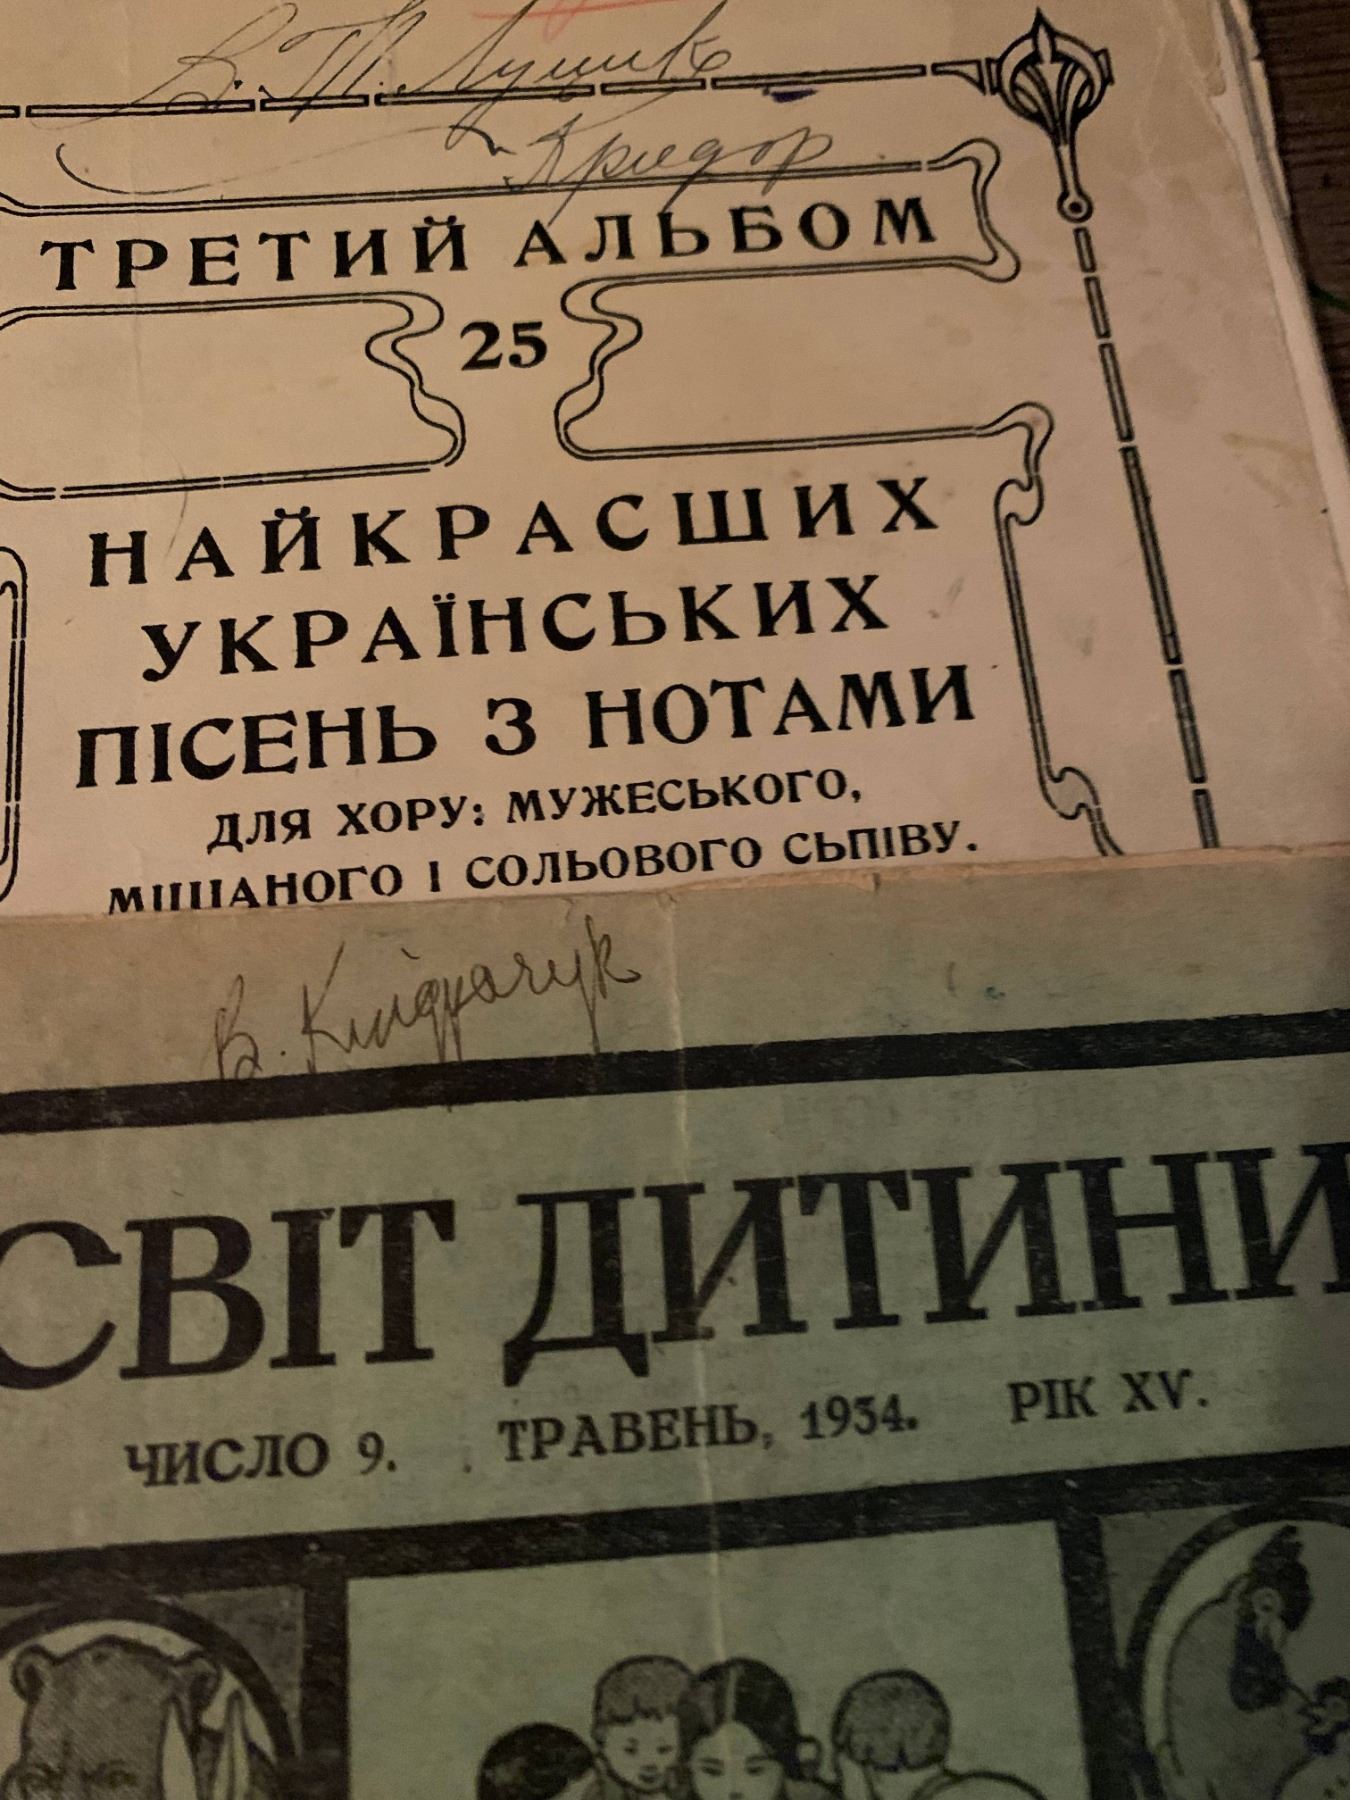 ТРЕТИЙ АЛЬБОМ
25
НАЙКРАСШИХ
УКРАЇНСЬКИХ
ПІСЕНЬ З НОТАМИ
ДЛЯ ХОРУ: МУЖЕСЬКОГО,
МІШАНОГО І СОЛЬОВОГО СЬПІВУ.
В.
СВІТ ДИТИНИ
ЧИСЛО 9. ТРАВЕНЬ, 1934. РІК XV.